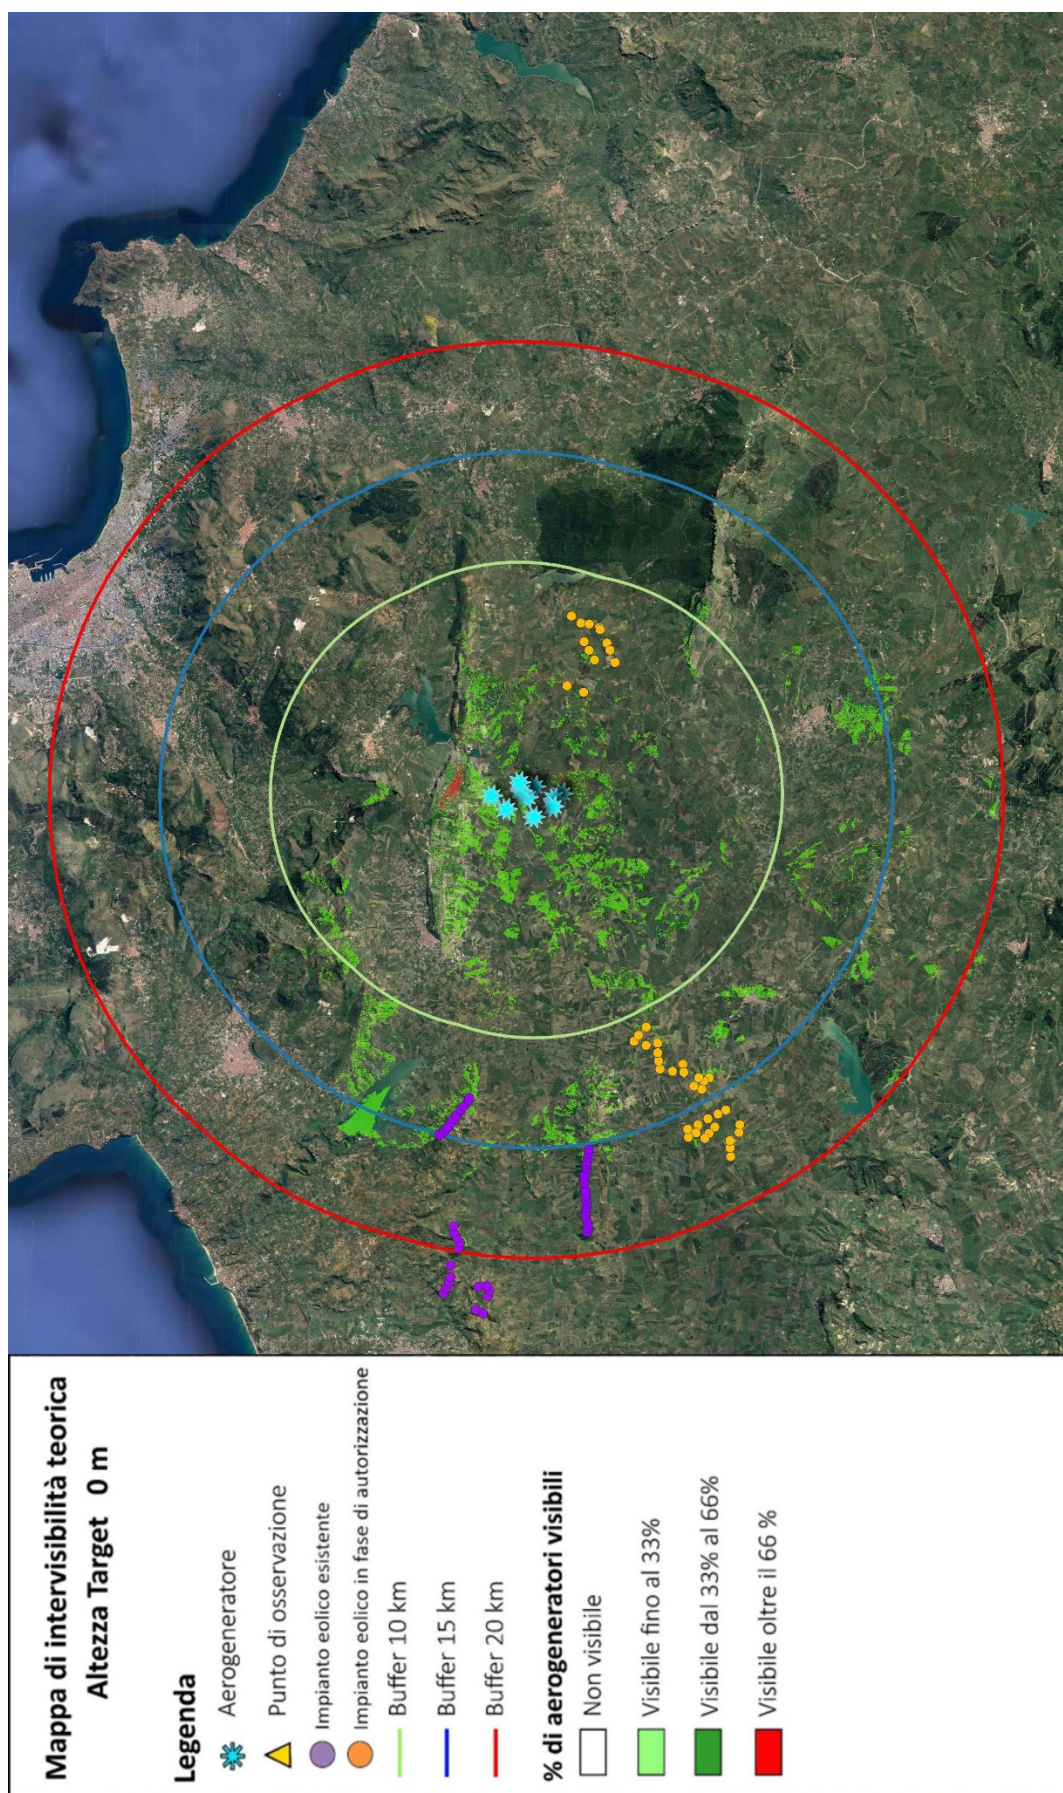 Mappa di intervisibilità teorica
Altezza Target 0 m
Legenda
Aerogeneratore
Punto di osservazione
Impianto eolico esistente
Impianto eolico in fase di autorizzazione
Buffer 10 km
Buffer 15 km
Buffer 20 km
% di aerogeneratori visibili
Non visibile
Visibile fino al 33%
Visibile dal 33% al 66%
Visibile oltre il 66 %